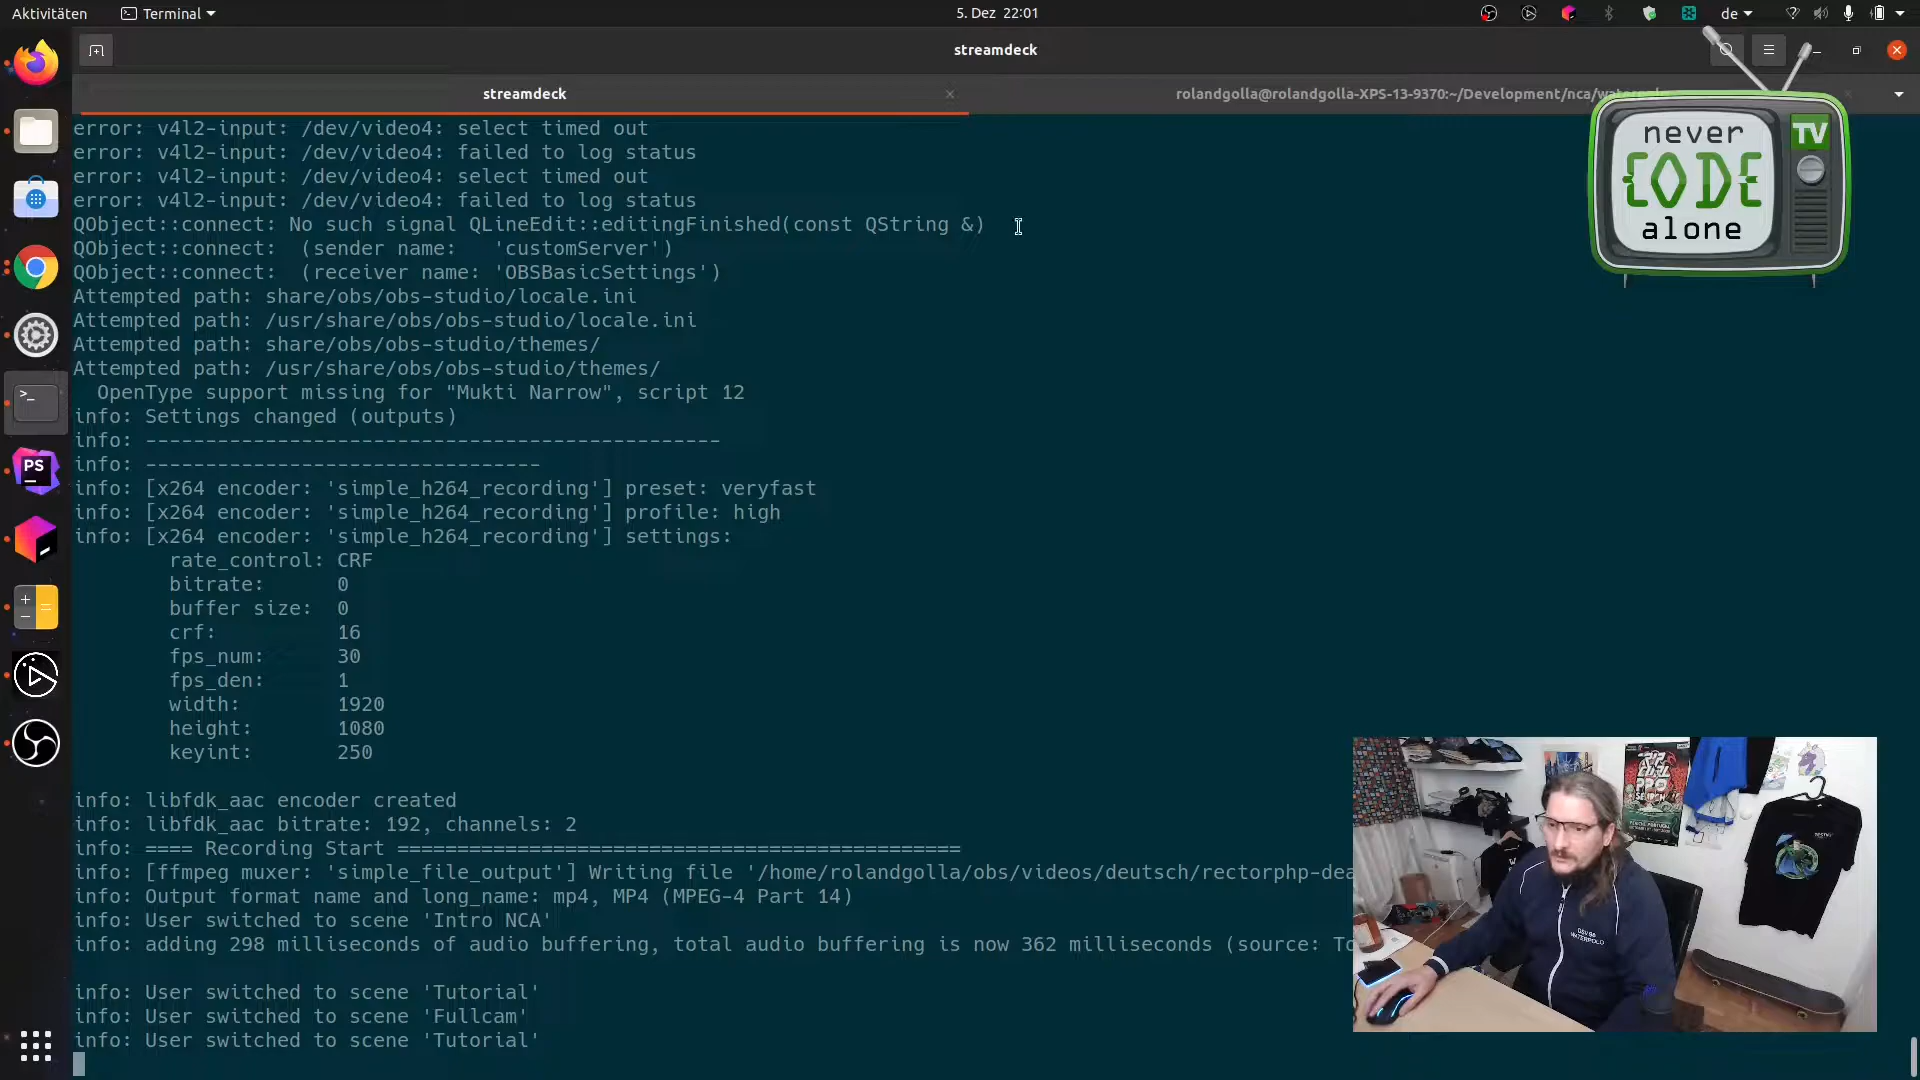 Aktivitäten
Terminal
5. Dez 22:01
de
streamdeck
streamdeck
rolandgolla@rolandgolla-XPS-13-9370:~/Development/nca/
error: v4l2-input: /dev/video4: select timed out
error: v4l2-input: /dev/video4: failed to log status
error: v4l2-input: /dev/video4: select timed out
error: v4l2-input: /dev/video4: failed to log status
QObject::connect: No such signal QLineEdit::editingFinished(const QString &)
QObject::connect:  (sender name:   'customServer')
QObject::connect:  (receiver name: 'OBSBasicSettings')
Attempted path: share/obs/obs-studio/locale.ini
Attempted path: /usr/share/obs/obs-studio/locale.ini
Attempted path: share/obs/obs-studio/themes/
Attempted path: /usr/share/obs/obs-studio/themes/
OpenType support missing for "Mukti Narrow", script 12
info: Settings changed (outputs)
info: ------------------------------------------------
info: ---------------------------------
info: [x264 encoder: 'simple_h264_recording'] preset: veryfast
info: [x264 encoder: 'simple_h264_recording'] profile: high
info: [x264 encoder: 'simple_h264_recording'] settings:
rate_control: CRF
bitrate:      0
buffer size:  0
crf:          16
fps_num:      30
fps_den:      1
width:        1920
height:       1080
keyint:       250
info: libfdk_aac encoder created
info: libfdk_aac bitrate: 192, channels: 2
info: ==== Recording Start ===============================================
info: [ffmpeg muxer: 'simple_file_output'] Writing file '/home/rolandgolla/obs/videos/deutsch/rectorphp-dea
info: Output format name and long_name: mp4, MP4 (MPEG-4 Part 14)
info: User switched to scene 'Intro NCA'
info: adding 298 milliseconds of audio buffering, total audio buffering is now 362 milliseconds (source: To
info: User switched to scene 'Tutorial'
info: User switched to scene 'Fullcam'
info: User switched to scene 'Tutorial'
never
CODE
alone
TV
PS
WATERPOLO